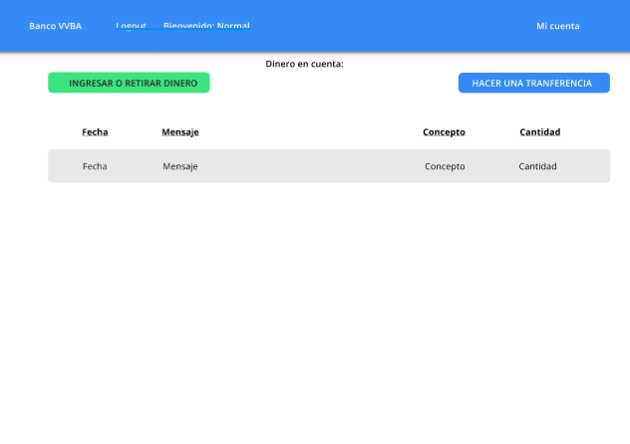 Banco VVBA Logout Bienvenido: Normal Mi cuenta
Dinero en cuenta:
INGRESAR O RETIRAR DINERO HACER UNA TRANFERENCIA
Fecha Mensaje Concepto Cantidad
Fecha Mensaje Concepto Cantidad